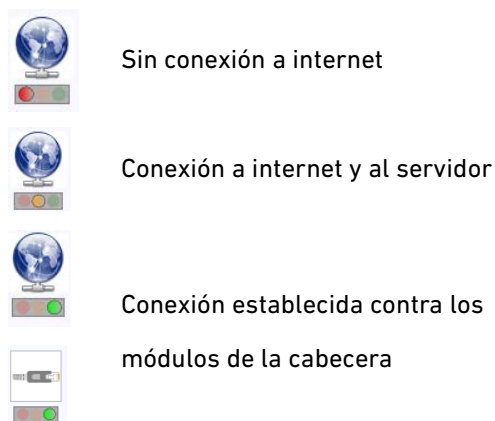 Sin conexión a internet
Conexión a internet y al servidor
Conexión establecida contra los
módulos de la cabecera